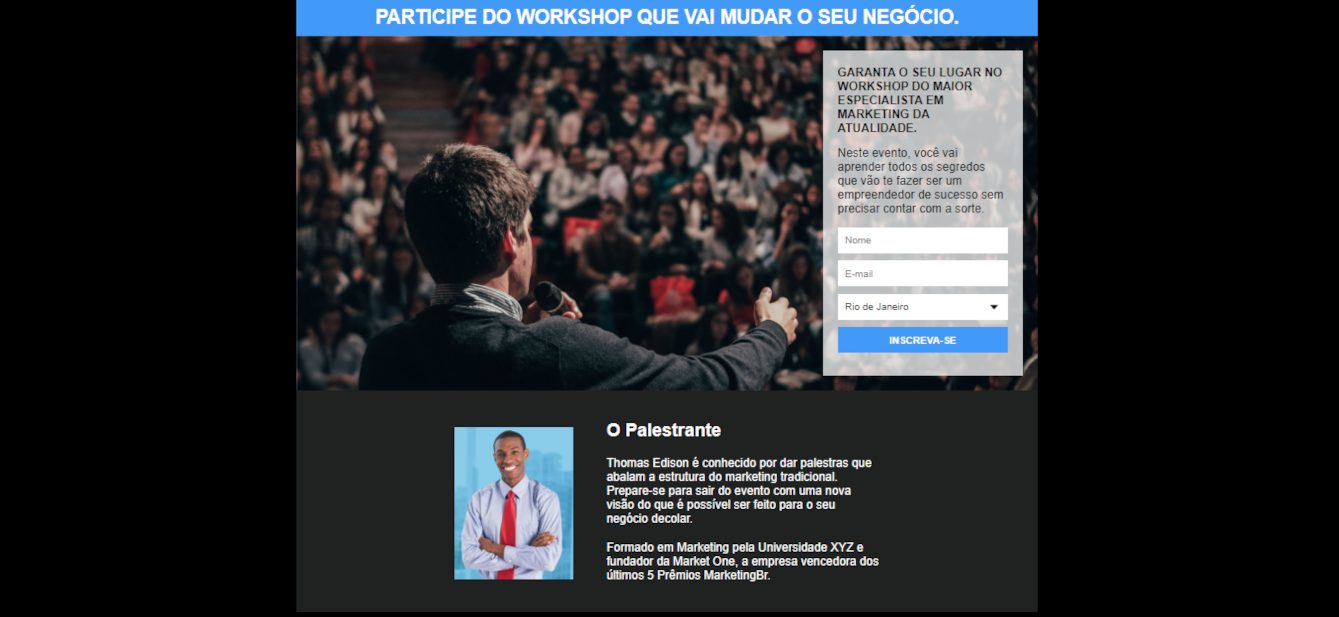 PARTICIPE DO WORKSHOP QUE VAI MUDAR O SEU NEGÓCIO.
GARANTA O SEU LUGAR NO
WORKSHOP DO MAIOR
ESPECIALISTA EM
MARKETING DA
ATUALIDADE.
Neste evento, você vai
aprender todos os segredos
que vão te fazer ser um
empreendedor de sucesso sem
precisar contar com a sorte.
Nome
E-mail
Rio de Janeiro
INSCREVA-SE
O Palestrante
Thomas Edison é conhecido por dar palestras que
abalam a estrutura do marketing tradicional.
Prepare-se para sair do evento com uma nova
visão do que é possível ser feito para o seu
negócio decolar.
Formado em Marketing pela Universidade XYZ e
fundador da Market One, a empresa vencedora dos
últimos 5 Prêmios MarketingBr.